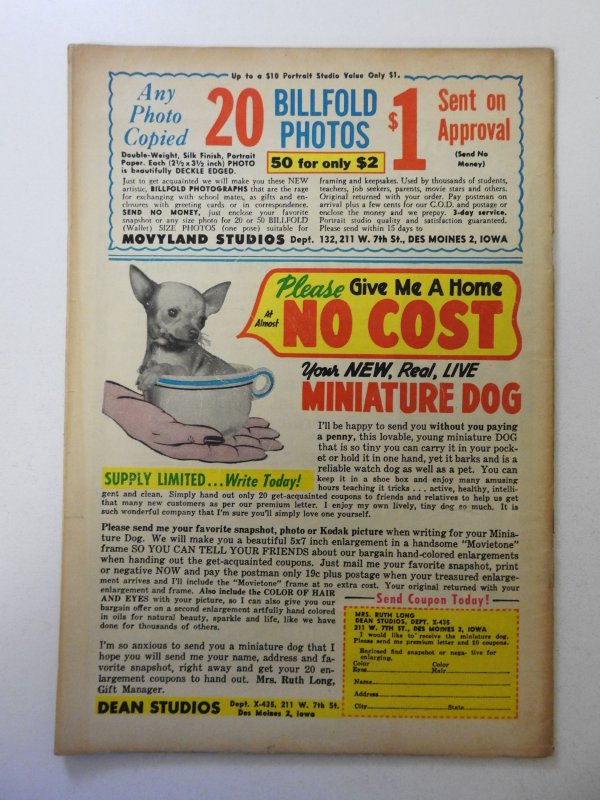 Up to a $10 Portrait Studio Value Only $1.
Any
Photo
Copied
20
BILLFOLD
PHOTOS
50 for only $2
$1
Sent on
Approval
(Send No
Money)
Double-Weight, Silk Finish, Portrait
Paper. Each (2½ x 3½ inch) PHOTO
is beautifully DECKLE EDGED.
Just to get acquainted we will make you these NEW
artistic, BILLFOLD PHOTOGRAPHS that are the rage
for exchanging with school mates, as gifts and en-
closures with greeting cards or in correspondence.
SEND NO MONEY, just enclose your favorite
snapshot or any size photo for 20 or 50 BILLFOLD
(Wallet) SIZE PHOTOS (one pose) suitable for
framing and keepsakes. Used by thousands of students,
teachers, job seekers, parents, movie stars and others.
Original returned with your order. Pay postman on
arrival plus a few cents for our C.O.D. and postage or
enclose the money and we prepay. 3-day service.
Portrait studio quality and satisfaction guaranteed.
Please send within 15 days to
MOVYLAND STUDIOS Dept. 132, 211 W. 7th St., DES MOINES 2, IOWA
Please Give Me A Home
At
Almost
NO COST
Your NEW, Real, LIVE
MINIATURE DOG
I'll be happy to send you without you paying
a penny, this lovable, young miniature DOG
that is so tiny you can carry it in your pock-
et or hold it in one hand, yet it barks and is a
reliable watch dog as well as a pet. You can
SUPPLY LIMITED...Write Today!
keep it in a shoe box and enjoy many amusing
hours teaching it tricks . . . active, healthy, intelli-
gent and clean. Simply hand out only 20 get-acquainted coupons to friends and relatives to help us get
that many new customers as per our premium letter. I enjoy my own lively, tiny dog so much. It is
such wonderful company that I'm sure you'll simply love one yourself.
Please send me your favorite snapshot, photo or Kodak picture when writing for your Minia-
ture Dog. We will make you a beautiful 5x7 inch enlargement in a handsome "Movietone"
frame SO YOU CAN TELL YOUR FRIENDS about our bargain hand-colored enlargements
when handing out the get-acquainted coupons. Just mail me your favorite snapshot, print
or negative NOW and pay the postman only 19c plus postage when your treasured enlarge-
ment arrives and I'll include the "Movietone" frame at no extra cost. Your original returned with your
enlargement and frame. Also include the COLOR OF HAIR
AND EYES with your picture, so I can also give you our
bargain offer on a second enlargement artfully hand colored
in oils for natural beauty, sparkle and life, like we have
done for thousands of others.
I'm so anxious to send you a miniature dog that I
hope you will send me your name, address and fa-
vorite snapshot, right away and get your 20 en-
largement coupons to hand out. Mrs. Ruth Long,
Gift Manager.
DEAN STUDIOS Dept. X-435, 211 W. 7th St.
Des Moines 2, Iowa
Send Coupon Today!
MRS. RUTH LONG
DEAN STUDIOS, DEPT. X-435
211 W. 7TH ST., DES MOINES 2, IOWA
I would like to receive the miniature dog.
Please send me premium letter and 20 coupons.
Enclosed find snapshot or nega-tive for
enlarging.
Color Color
Eyes Hair
Name
Address
City State